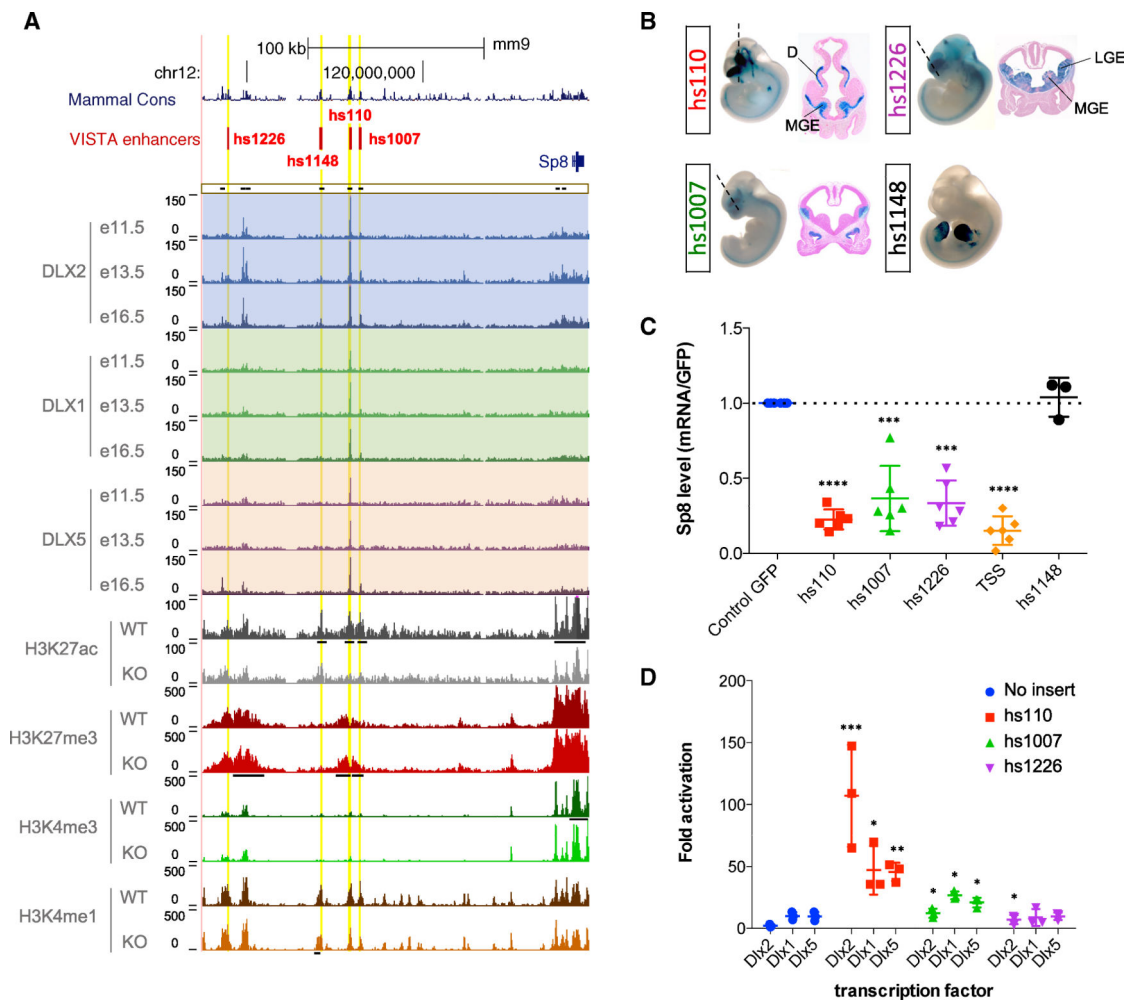 A
100 kb
mm9
chr12:
120,000,000
Mammal Cons
hs110
VISTA enhancers
hs1226
hs1007
hs1148
Sp8
150
DLX2
e11.5
0
150
e13.5
0
150
e16.5
0
150
DLX1
e11.5
0
150
e13.5
0
150
e16.5
0
150
DLX5
e11.5
0
150
e13.5
0
150
e16.5
0
100
H3K27ac
WT
0
100
KO
0
500
H3K27me3
WT
0
500
KO
0
500
H3K4me3
WT
0
500
KO
0
500
H3K4me1
WT
0
500
KO
0
B
hs110
D
MGE
hs1226
LGE
MGE
hs1007
hs1148
C
Sp8 level (mRNA/GFP)
1.5
1.0
0.5
0.0
****
***
***
****
Control GFP
hs110
hs1007
hs1226
TSS
hs1148
D
Fold activation
200
150
100
50
0
No insert
hs110
hs1007
hs1226
***
*
**
*
*
*
*
Dlx2
Dlx1
Dlx5
Dlx2
Dlx1
Dlx5
Dlx2
Dlx1
Dlx5
Dlx2
Dlx1
Dlx5
transcription factor